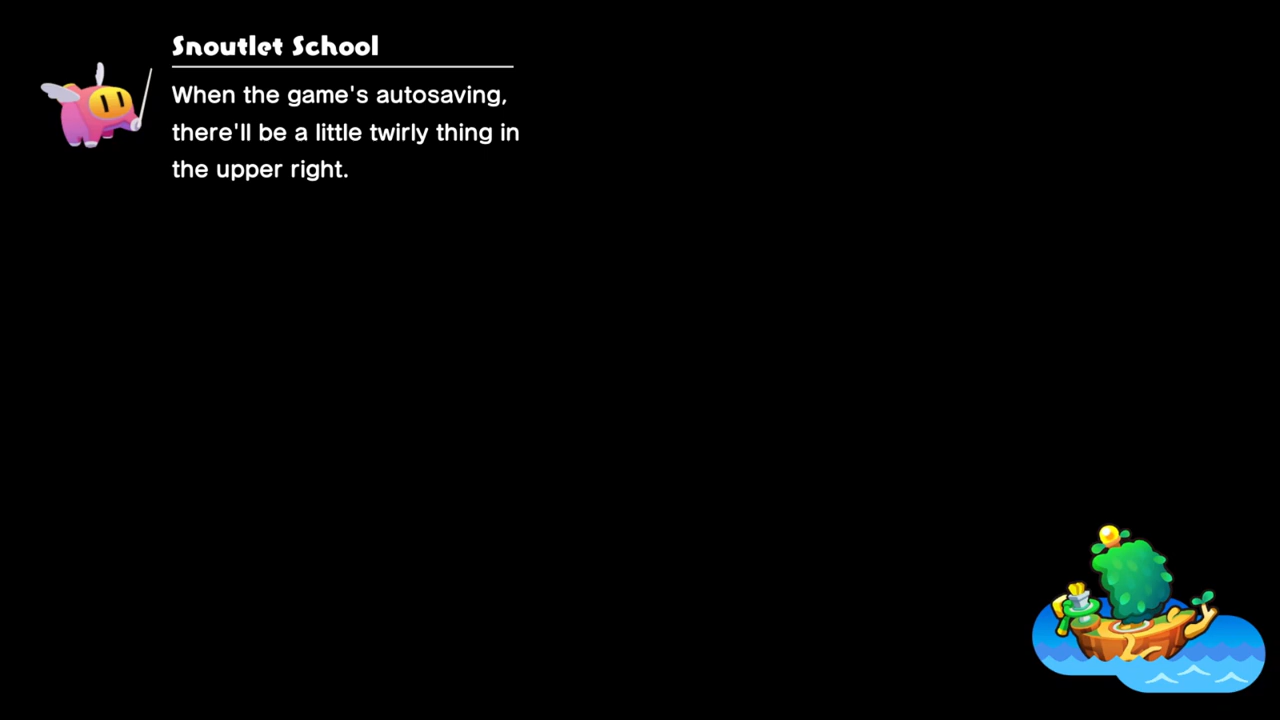 Snoutlet School
When the game's autosaving,
there'll be a little twirly thing in
the upper right.